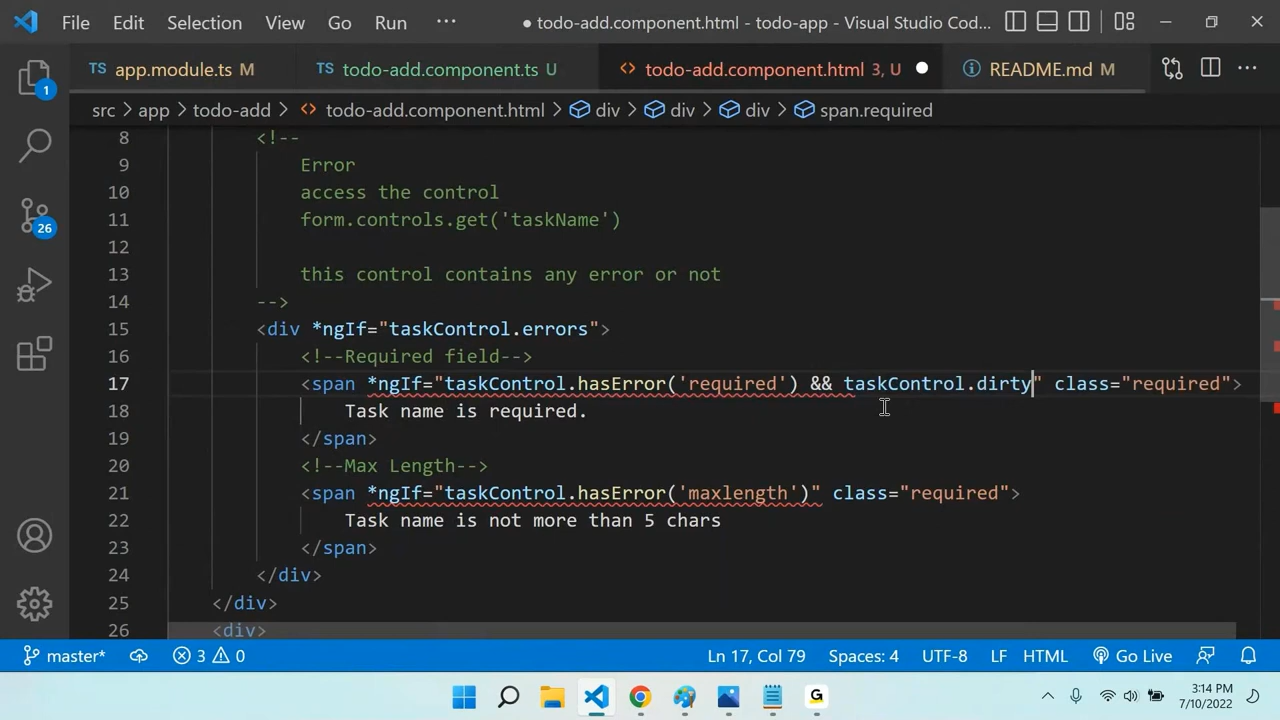 File Edit Selection View Go Run ··· ● todo-add.component.html - todo-app - Visual Studio Cod...
TS app.module.ts M TS todo-add.component.ts U <> todo-add.component.html 3, U ● README.md M ···
src > app > todo-add > <> todo-add.component.html > div > div > div > span.required
8 <!--
9 Error
10 access the control
11 form.controls.get('taskName')
12
13 this control contains any error or not
14 -->
15 <div *ngIf="taskControl.errors">
16 <!--Required field-->
17 <span *ngIf="taskControl.hasError('required') && taskControl.dirty" class="required">
18 Task name is required.
19 </span>
20 <!--Max Length-->
21 <span *ngIf="taskControl.hasError('maxlength')" class="required">
22 Task name is not more than 5 chars
23 </span>
24 </div>
25 </div>
26 <div>
1
26
master* 3 0 Ln 17, Col 79 Spaces: 4 UTF-8 LF HTML Go Live
G 3:14 PM
7/10/2022